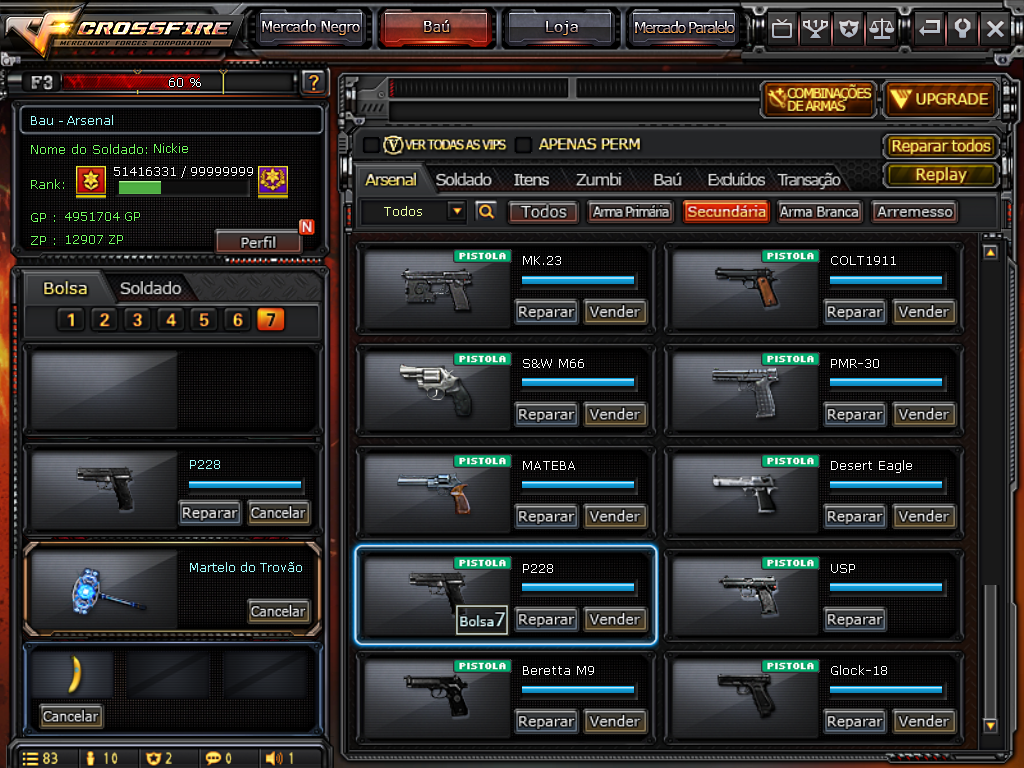 CROSSFIRE
MERCENARY FORCES CORPORATION
Mercado Negro
Baú
Loja
Mercado Paralelo
F3
60 %
?
Bau - Arsenal
Nome do Soldado: Nickie
Rank:
51416331 / 99999999
GP : 4951704 GP
ZP : 12907 ZP
N
Perfil
Bolsa
Soldado
1 2 3 4 5 6 7
P228
Reparar
Cancelar
Martelo do Trovão
Cancelar
Cancelar
83
10
2
0
1
COMBINAÇÕES
DE ARMAS
UPGRADE
V VER TODAS AS VIPS
APENAS PERM
Reparar todos
Replay
Arsenal
Soldado
Itens
Zumbi
Baú
Excluídos
Transação
Todos
Todos
Arma Primária
Secundária
Arma Branca
Arremesso
PISTOLA
MK.23
Reparar
Vender
PISTOLA
COLT1911
Reparar
Vender
PISTOLA
S&W M66
Reparar
Vender
PISTOLA
PMR-30
Reparar
Vender
PISTOLA
MATEBA
Reparar
Vender
PISTOLA
Desert Eagle
Reparar
Vender
PISTOLA
P228
Bolsa7
Reparar
Vender
PISTOLA
USP
Reparar
PISTOLA
Beretta M9
Reparar
Vender
PISTOLA
Glock-18
Reparar
Vender